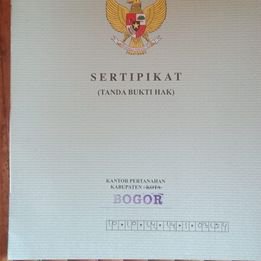 SERTIPIKAT
(TANDA BUKTI HAK)
KANTOR PERTANAHAN
KABUPATEN - KOTA
BOGOR